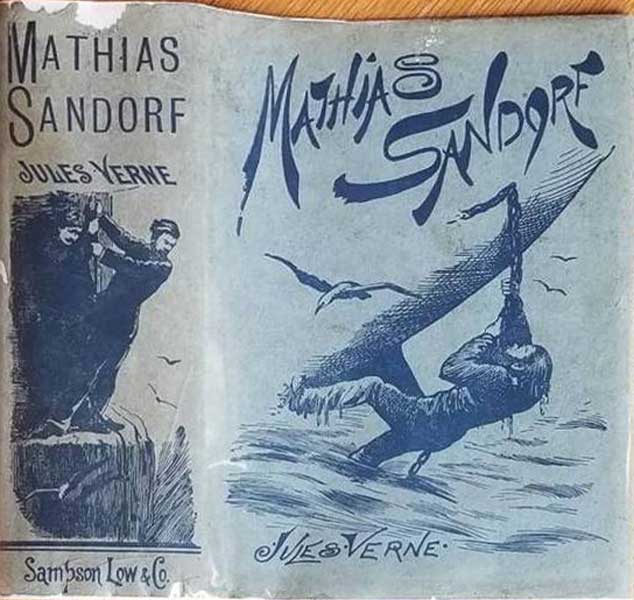 MATHIAS
SANDORF
JULES VERNE
Sampson Low & Co.
MATHIAS
SANDORF
JULES·VERNE·